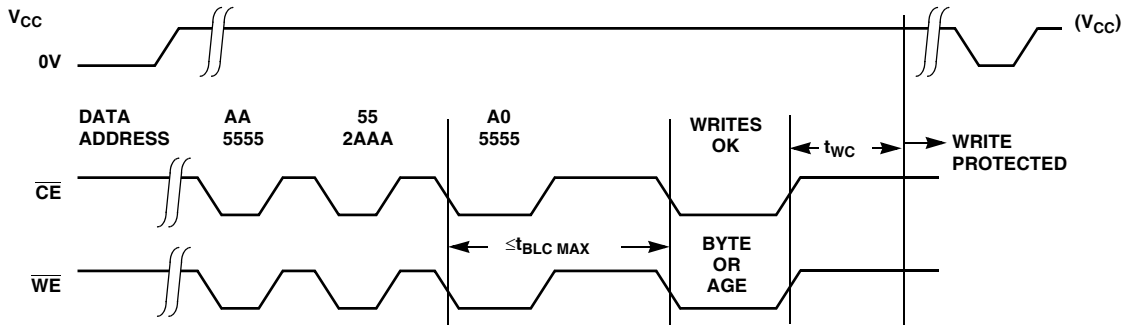 VCC
(VCC)
0V
DATA AA 55 A0
ADDRESS 5555 2AAA 5555
WRITES
OK
tWC
WRITE
PROTECTED
CE
≤tBLC MAX
BYTE
OR
AGE
WE